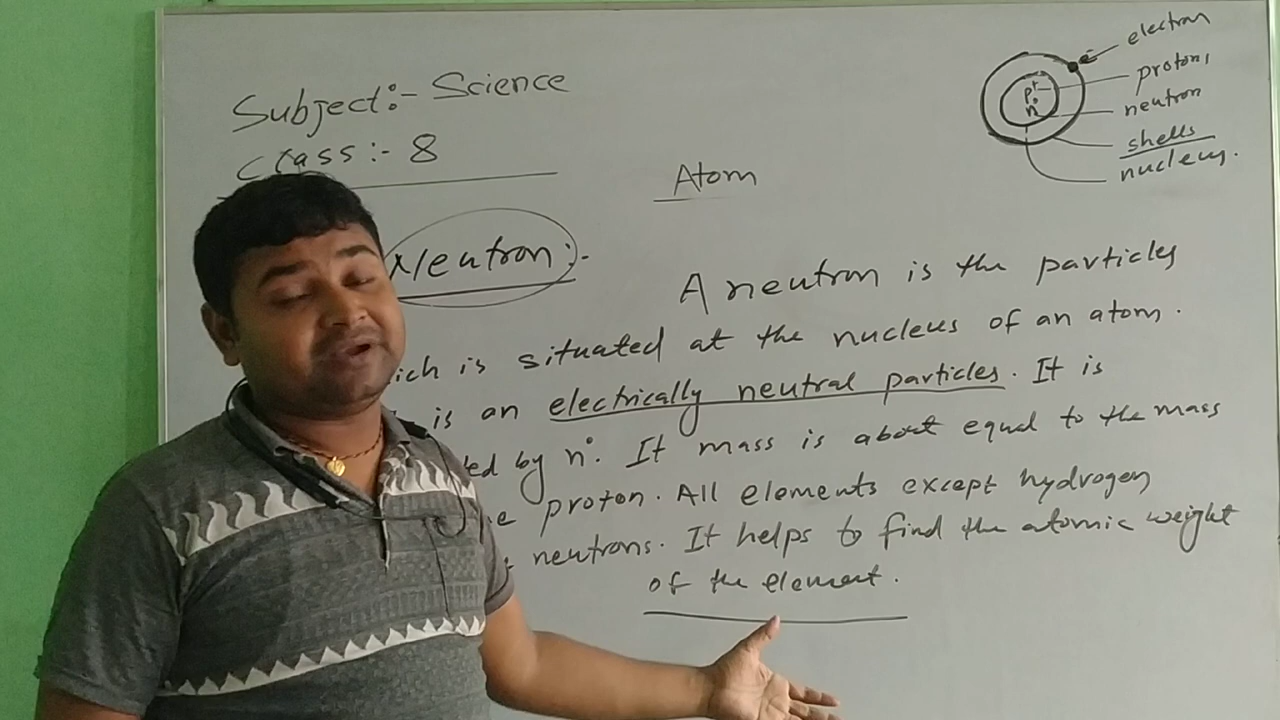 Subject:- Science
Class:- 8
Atom
Neutron:-
A neutron is the particles
is situated at the nucleus of an atom.
is an electrically neutral particles. It is
by n°. It mass is about equal to the mass
proton. All elements except hydrogen
neutrons. It helps to find the atomic weight
of the element.
e-
electron
p+
proton,
n°
neutron
shells
nucleus.